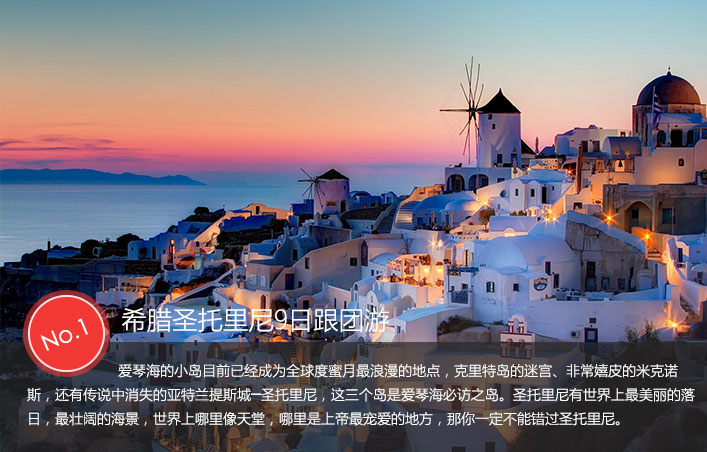 No.1
希腊圣托里尼9日跟团游
爱琴海的小岛目前已经成为全球度蜜月最浪漫的地点，克里特岛的迷宫、非常嬉皮的米克诺
斯，还有传说中消失的亚特兰提斯城—圣托里尼，这三个岛是爱琴海必访之岛。圣托里尼有世界上最美丽的落
日，最壮阔的海景，世界上哪里像天堂，哪里是上帝最宠爱的地方，那你一定不能错过圣托里尼。